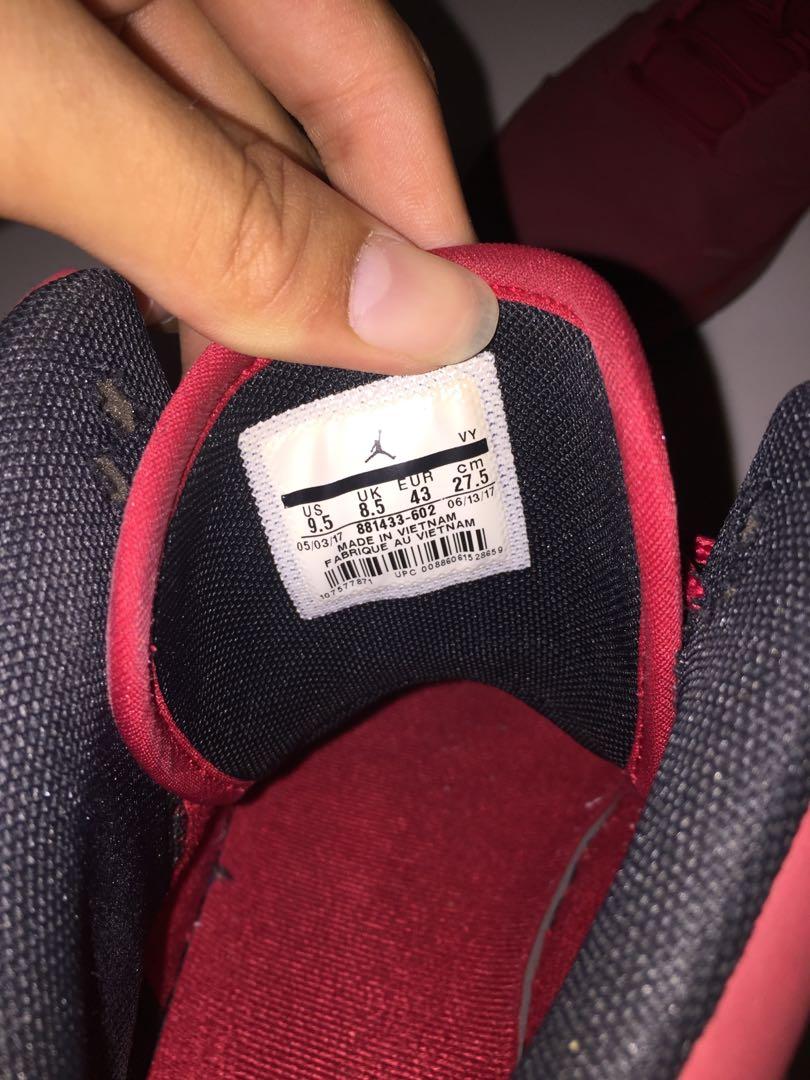 VY
US UK EUR cm
9.5 8.5 43 27.5
05/03/17 881433-602 06/13/17
MADE IN VIETNAM
FABRIQUE AU VIETNAM
107577871 UPC 00886061528659